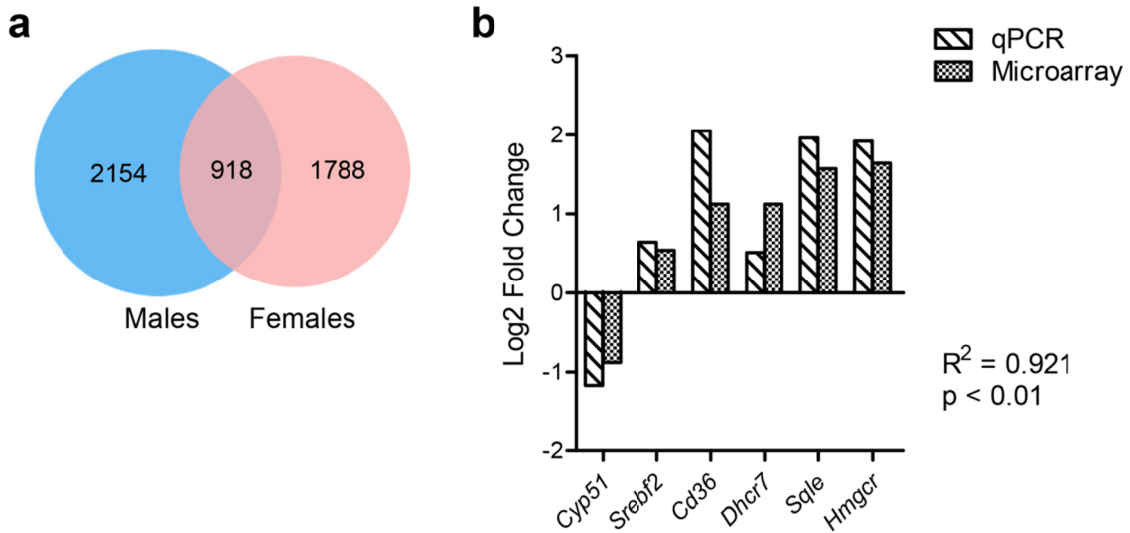 a
2154
918
1788
Males
Females
b
qPCR
Microarray
Log2 Fold Change
3
2
1
0
-1
-2
Cyp51
Srebf2
Cd36
Dhcr7
Sqle
Hmgcr
R² = 0.921
p < 0.01